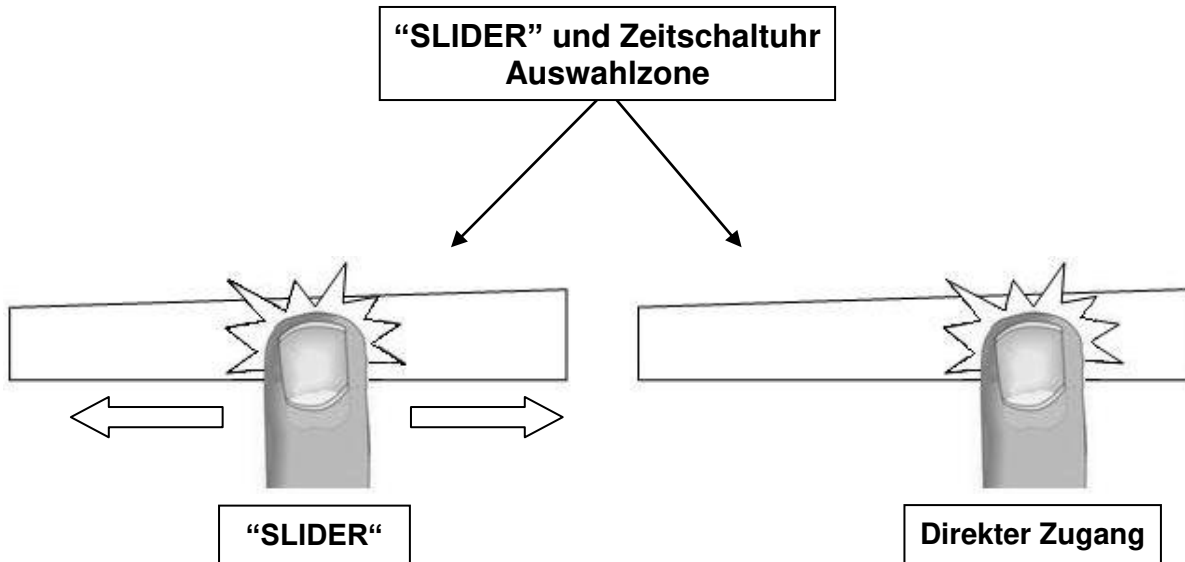 “SLIDER” und Zeitschaltuhr
Auswahlzone
“SLIDER“
Direkter Zugang